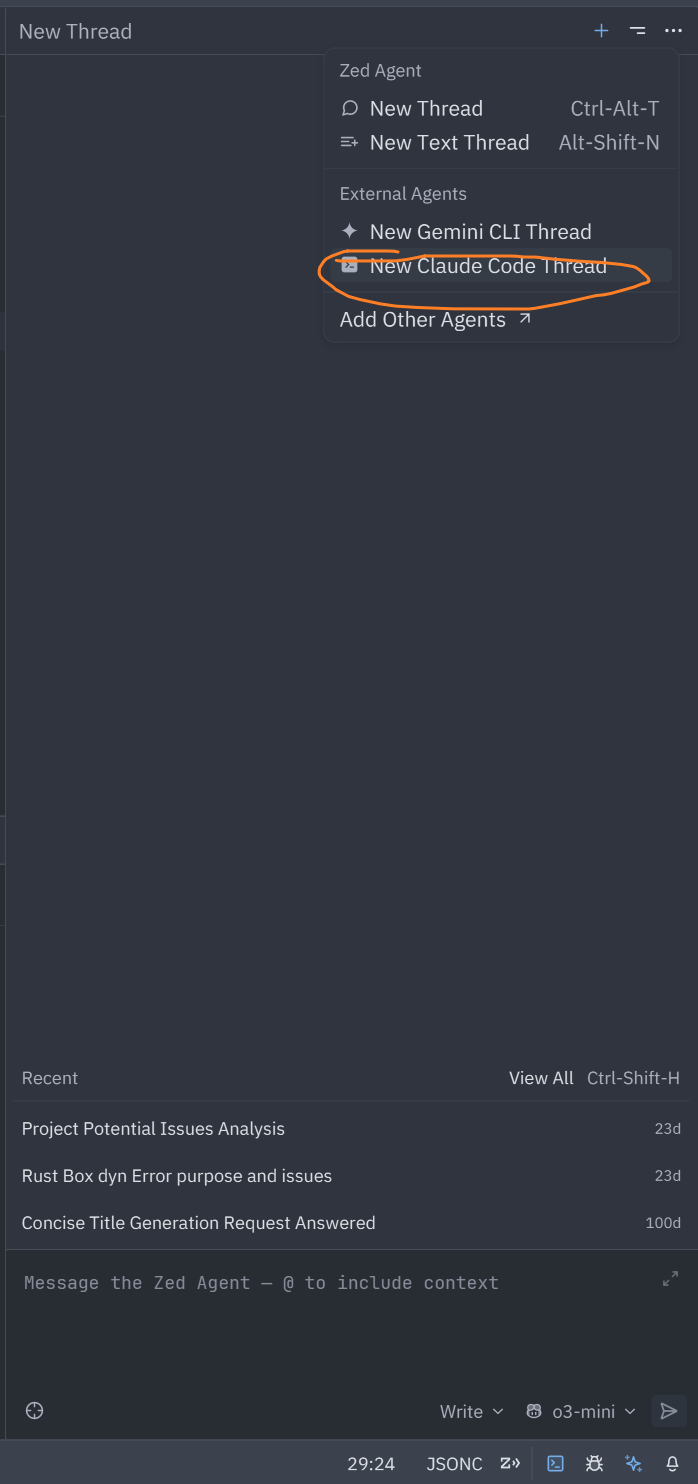 New Thread
Zed Agent
New Thread Ctrl-Alt-T
New Text Thread Alt-Shift-N
External Agents
New Gemini CLI Thread
New Claude Code Thread
Add Other Agents
Recent View All Ctrl-Shift-H
Project Potential Issues Analysis 23d
Rust Box dyn Error purpose and issues 23d
Concise Title Generation Request Answered 100d
Message the Zed Agent — @ to include context
Write o3-mini
29:24 JSONC